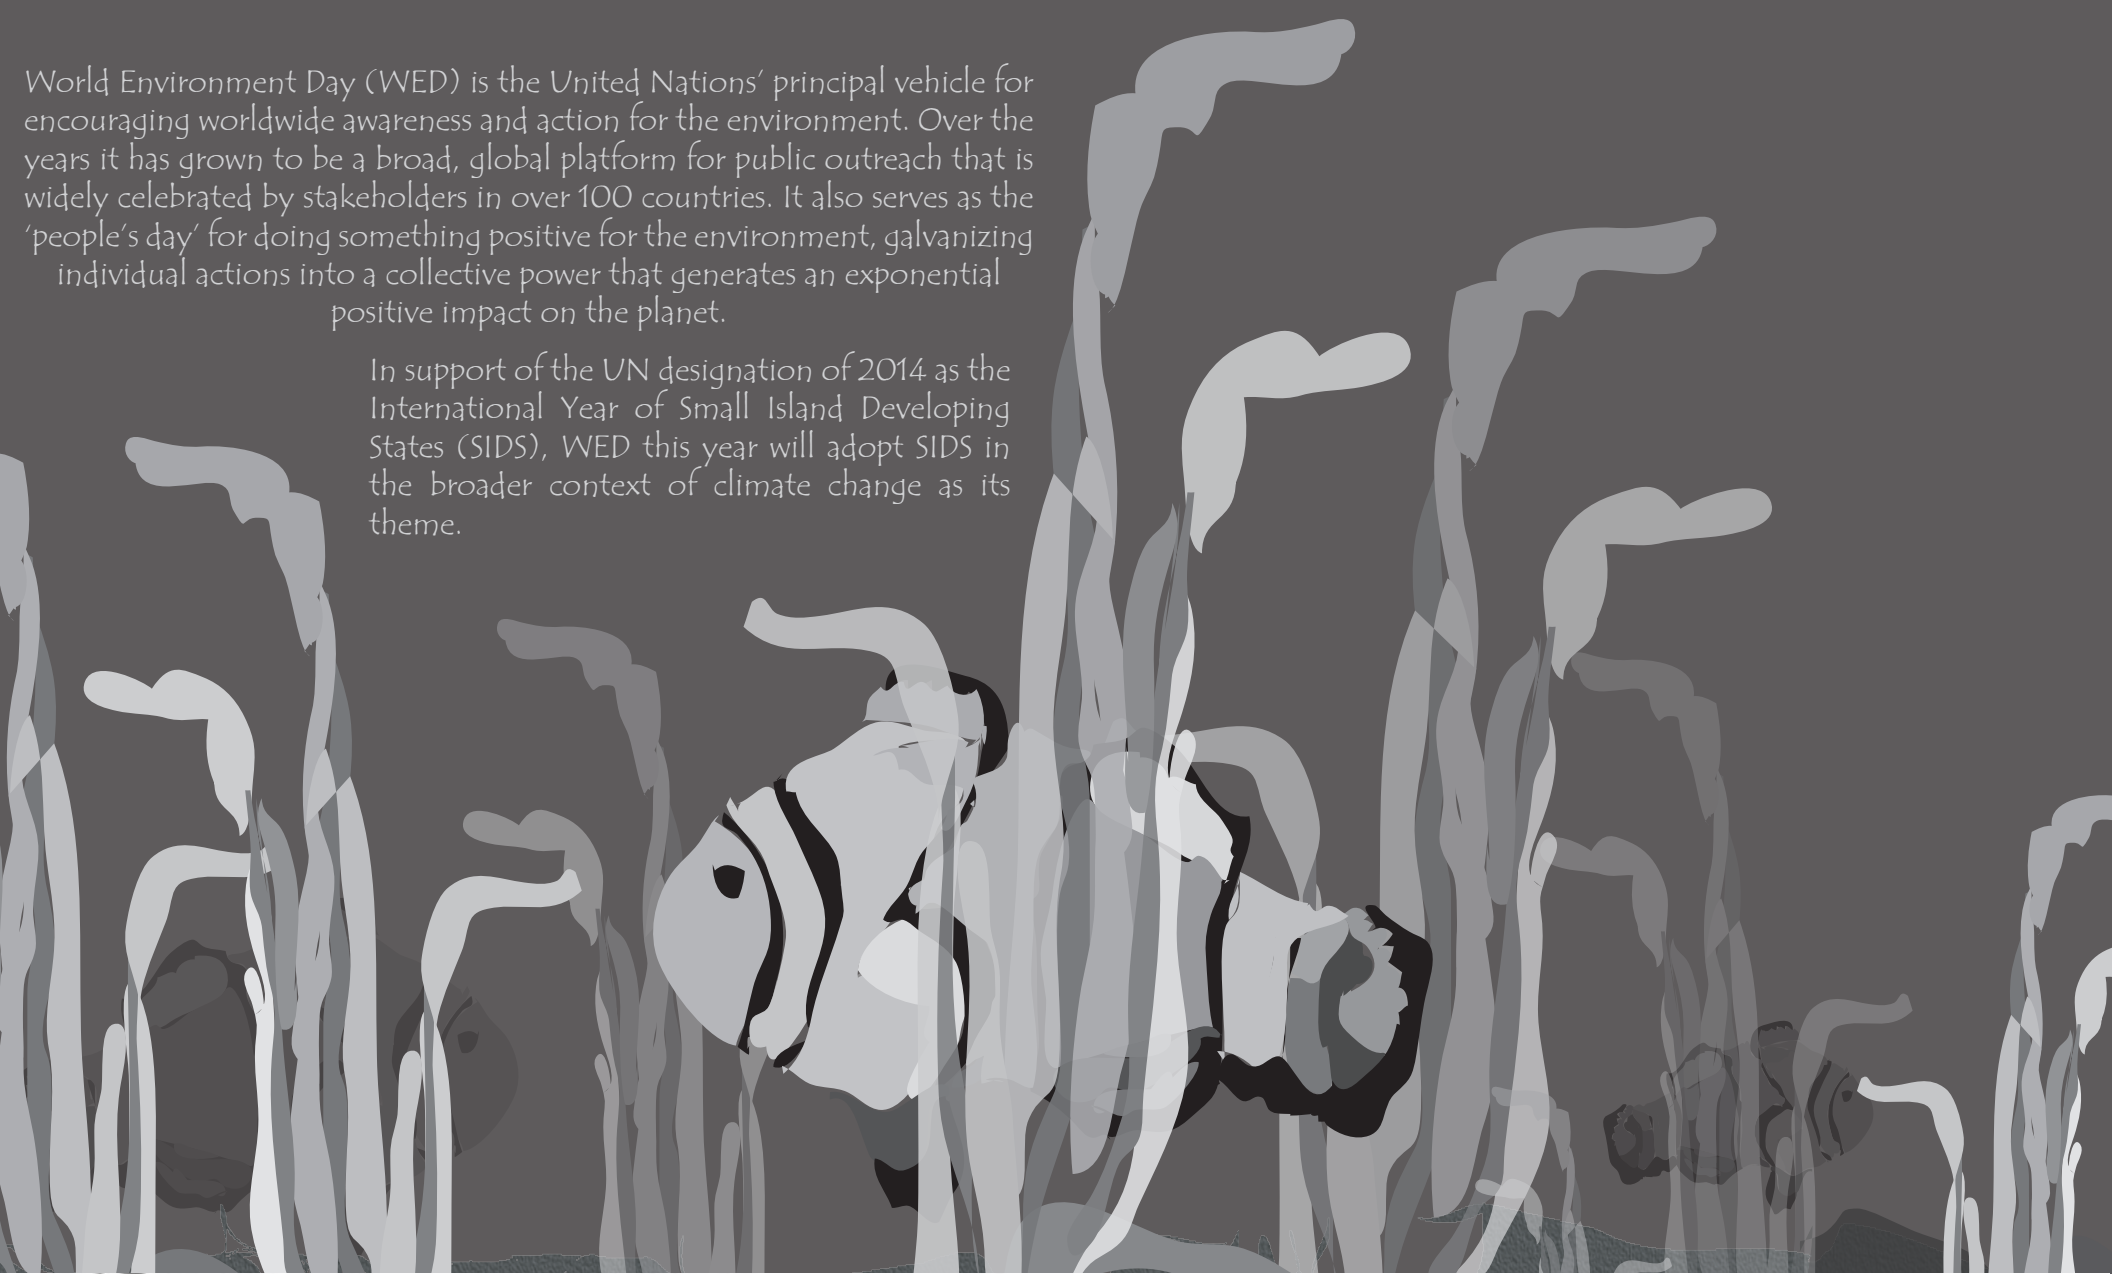 World Environment Day (WED) is the United Nations’ principal vehicle for
encouraging worldwide awareness and action for the environment. Over the
years it has grown to be a broad, global platform for public outreach that is
widely celebrated by stakeholders in over 100 countries. It also serves as the
‘people’s day’ for doing something positive for the environment, galvanizing
individual actions into a collective power that generates an exponential
positive impact on the planet.
In support of the UN designation of 2014 as the
International Year of Small Island Developing
States (SIDS), WED this year will adopt SIDS in
the broader context of climate change as its
theme.